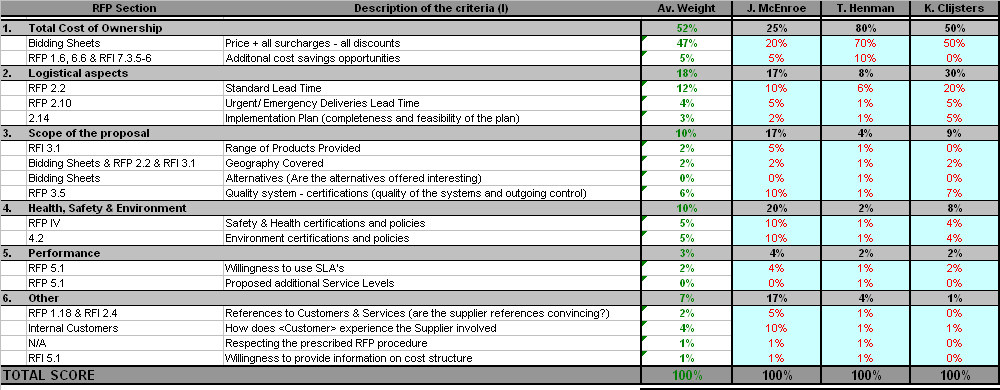 RFP Section Description of the criteria (I) Av. Weight J. McEnroe T. Henman K. Clijsters
1. Total Cost of Ownership 52% 25% 80% 50%
Bidding Sheets Price + all surcharges - all discounts 47% 20% 70% 50%
RFP 1.6, 6.6 & RFI 7.3.5-6 Additonal cost savings opportunities 5% 5% 10% 0%
2. Logistical aspects 18% 17% 8% 30%
RFP 2.2 Standard Lead Time 12% 10% 6% 20%
RFP 2.10 Urgent/ Emergency Deliveries Lead Time 4% 5% 1% 5%
2.14 Implementation Plan (completeness and feasibility of the plan) 3% 2% 1% 5%
3. Scope of the proposal 10% 17% 4% 9%
RFI 3.1 Range of Products Provided 2% 5% 1% 0%
Bidding Sheets & RFP 2.2 & RFI 3.1 Geography Covered 2% 2% 1% 2%
Bidding Sheets Alternatives (Are the alternatives offered interesting) 0% 0% 1% 0%
RFP 3.5 Quality system - certifications (quality of the systems and outgoing control) 6% 10% 1% 7%
4. Health, Safety & Environment 10% 20% 2% 8%
RFP IV Safety & Health certifications and policies 5% 10% 1% 4%
4.2 Environment certifications and policies 5% 10% 1% 4%
5. Performance 3% 4% 2% 2%
RFP 5.1 Willingness to use SLA's 2% 4% 1% 2%
RFP 5.1 Proposed additional Service Levels 0% 0% 1% 0%
6. Other 7% 17% 4% 1%
RFP 1.18 & RFI 2.4 References to Customers & Services (are the supplier references convincing?) 2% 5% 1% 0%
Internal Customers How does <Customer> experience the Supplier involved 4% 10% 1% 1%
N/A Respecting the prescribed RFP procedure 1% 1% 1% 0%
RFI 5.1 Willingness to provide information on cost structure 1% 1% 1% 0%
TOTAL SCORE 100% 100% 100% 100%